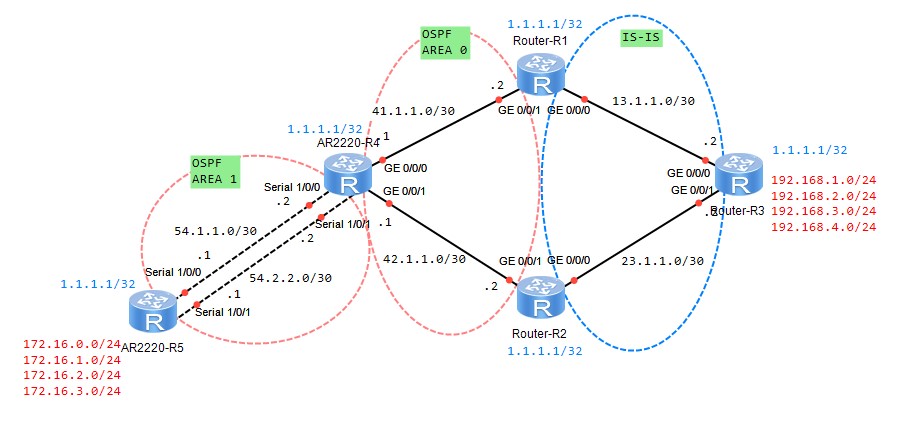 1.1.1.1/32
Router-R1
OSPF
AREA 0
IS-IS
.2
GE 0/0/1
GE 0/0/0
41.1.1.0/30
13.1.1.0/30
1.1.1.1/32
AR2220-R4
.1
GE 0/0/0
GE 0/0/1
.1
.2
GE 0/0/0
GE 0/0/1
.2
Router-R3
1.1.1.1/32
192.168.1.0/24
192.168.2.0/24
192.168.3.0/24
192.168.4.0/24
OSPF
AREA 1
Serial 1/0/0
.2
Serial 1/0/1
.2
54.1.1.0/30
.1
Serial 1/0/0
54.2.2.0/30
.1
Serial 1/0/1
42.1.1.0/30
23.1.1.0/30
GE 0/0/1
GE 0/0/0
.2
Router-R2
1.1.1.1/32
1.1.1.1/32
AR2220-R5
172.16.0.0/24
172.16.1.0/24
172.16.2.0/24
172.16.3.0/24
R
R
R
R
R